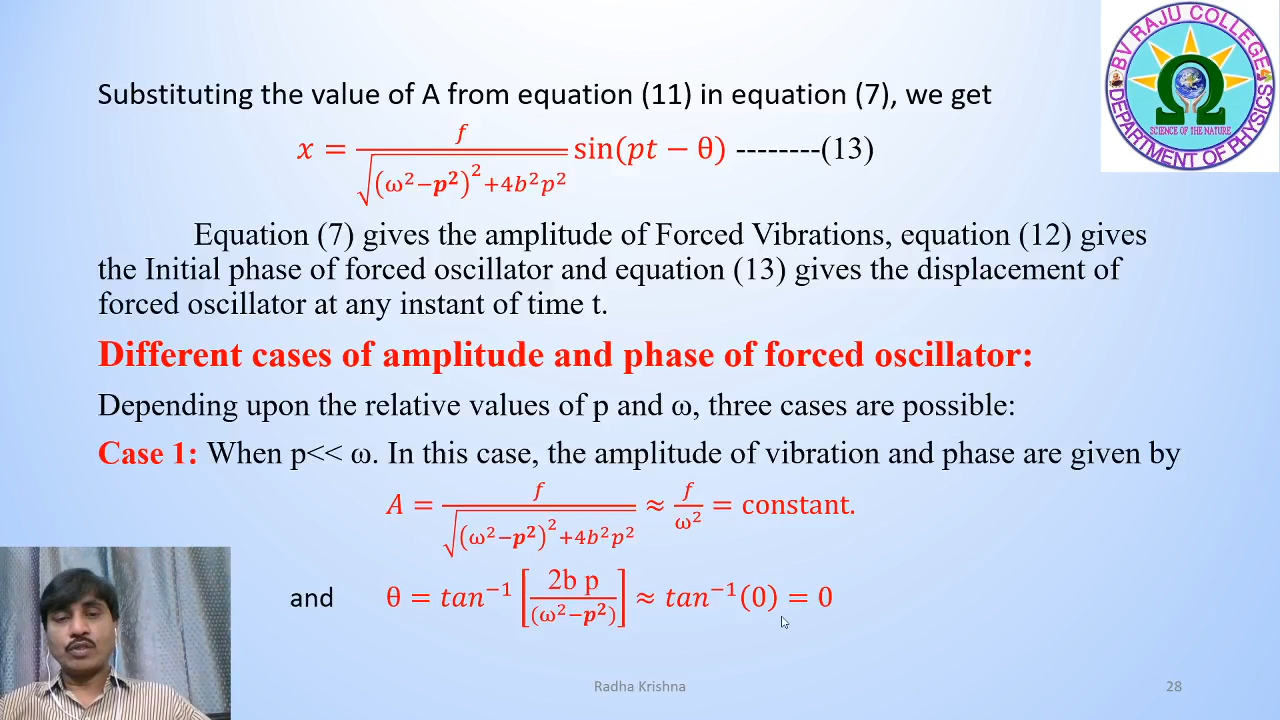 BV RAJU COLLEGE
SCIENCE OF THE NATURE
DEPARTMENT OF PHYSICS
Substituting the value of A from equation (11) in equation (7), we get
x = f / √((ω²−p²)²+4b²p²) sin(pt − θ) --------(13)
Equation (7) gives the amplitude of Forced Vibrations, equation (12) gives
the Initial phase of forced oscillator and equation (13) gives the displacement of
forced oscillator at any instant of time t.
Different cases of amplitude and phase of forced oscillator:
Depending upon the relative values of p and ω, three cases are possible:
Case 1: When p<< ω. In this case, the amplitude of vibration and phase are given by
A = f / √((ω²−p²)²+4b²p²) ≈ f/ω² = constant.
and θ = tan⁻¹ [2b p / (ω²−p²)] ≈ tan⁻¹(0) = 0
Radha Krishna 28